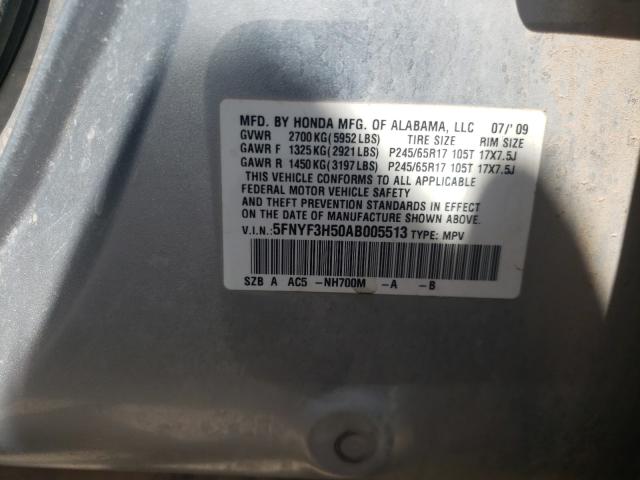 MFD. BY HONDA MFG. OF ALABAMA, LLC 07/'09
GVWR 2700KG(5952LBS) TIRE SIZE RIM SIZE
GAWR F 1325KG(2921LBS) P245/65R17 105T 17X7.5J
GAWR R 1450KG(3197LBS) P245/65R17 105T 17X7.5J
THIS VEHICLE CONFORMS TO ALL APPLICABLE
FEDERAL MOTOR VEHICLE SAFETY
AND THEFT PREVENTION STANDARDS IN EFFECT
ON THE DATE OF MANUFACTURE SHOWN ABOVE.
V.I.N.:5FNYF3H50AB005513 TYPE: MPV
SZB A AC5 -NH700M -A -B